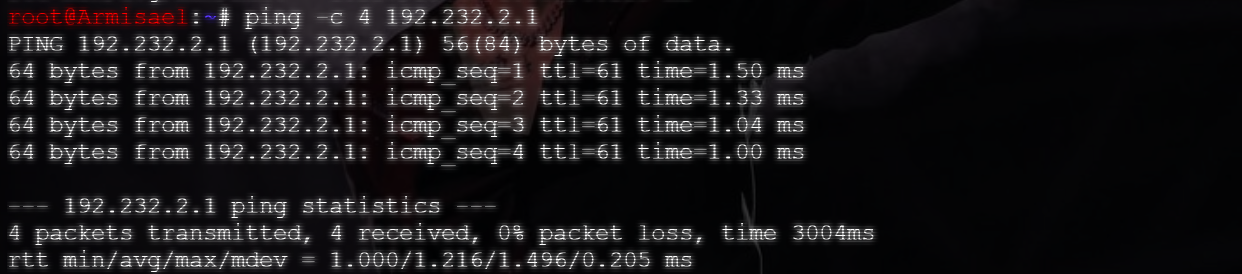 root@Armisael:~# ping -c 4 192.232.2.1
PING 192.232.2.1 (192.232.2.1) 56(84) bytes of data.
64 bytes from 192.232.2.1: icmp_seq=1 ttl=61 time=1.50 ms
64 bytes from 192.232.2.1: icmp_seq=2 ttl=61 time=1.33 ms
64 bytes from 192.232.2.1: icmp_seq=3 ttl=61 time=1.04 ms
64 bytes from 192.232.2.1: icmp_seq=4 ttl=61 time=1.00 ms
--- 192.232.2.1 ping statistics ---
4 packets transmitted, 4 received, 0% packet loss, time 3004ms
rtt min/avg/max/mdev = 1.000/1.216/1.496/0.205 ms